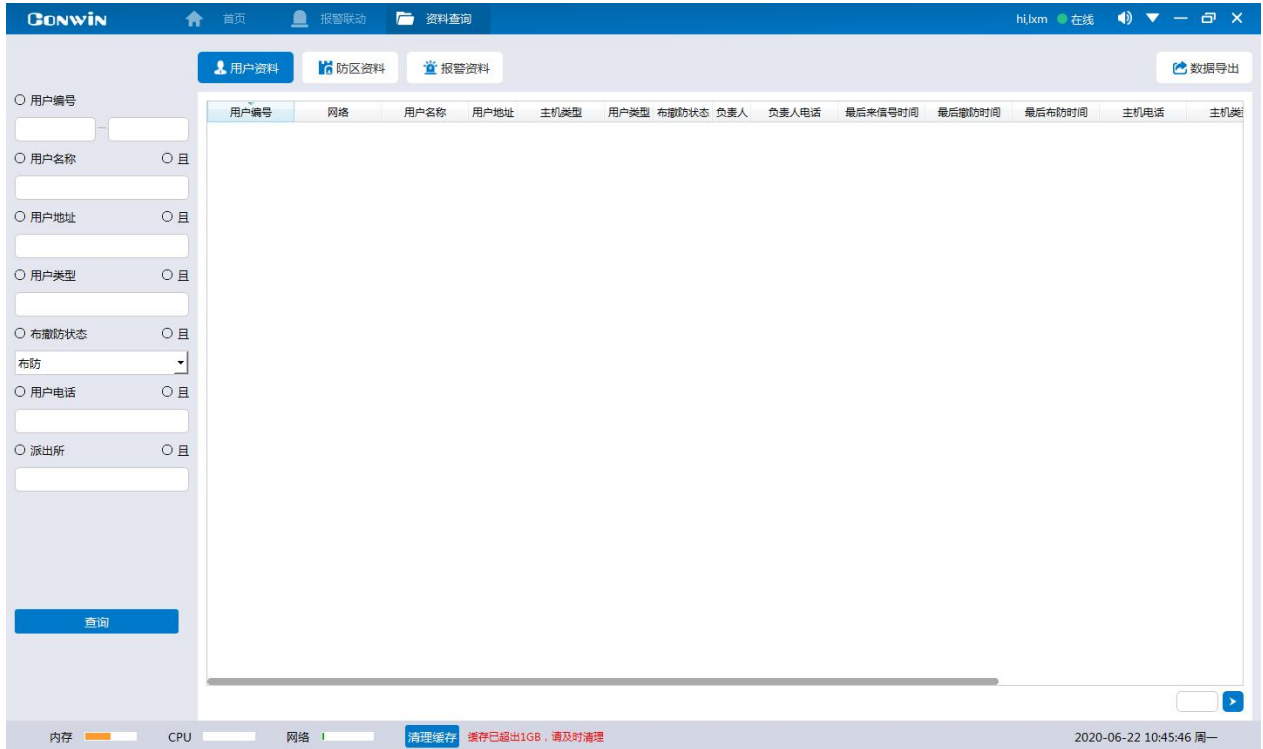 CONWIN 首页 报警联动 资料查询 hi,lxm 在线
用户资料 防区资料 报警资料 数据导出
用户编号
用户名称 且
用户地址 且
用户类型 且
布撤防状态 且
布防
用户电话 且
派出所 且
查询
用户编号 网络 用户名称 用户地址 主机类型 用户类型 布撤防状态 负责人 负责人电话 最后来信号时间 最后撤防时间 最后布防时间 主机电话 主机类
内存 CPU 网络 清理缓存 缓存已超出1GB，请及时清理 2020-06-22 10:45:46 周一